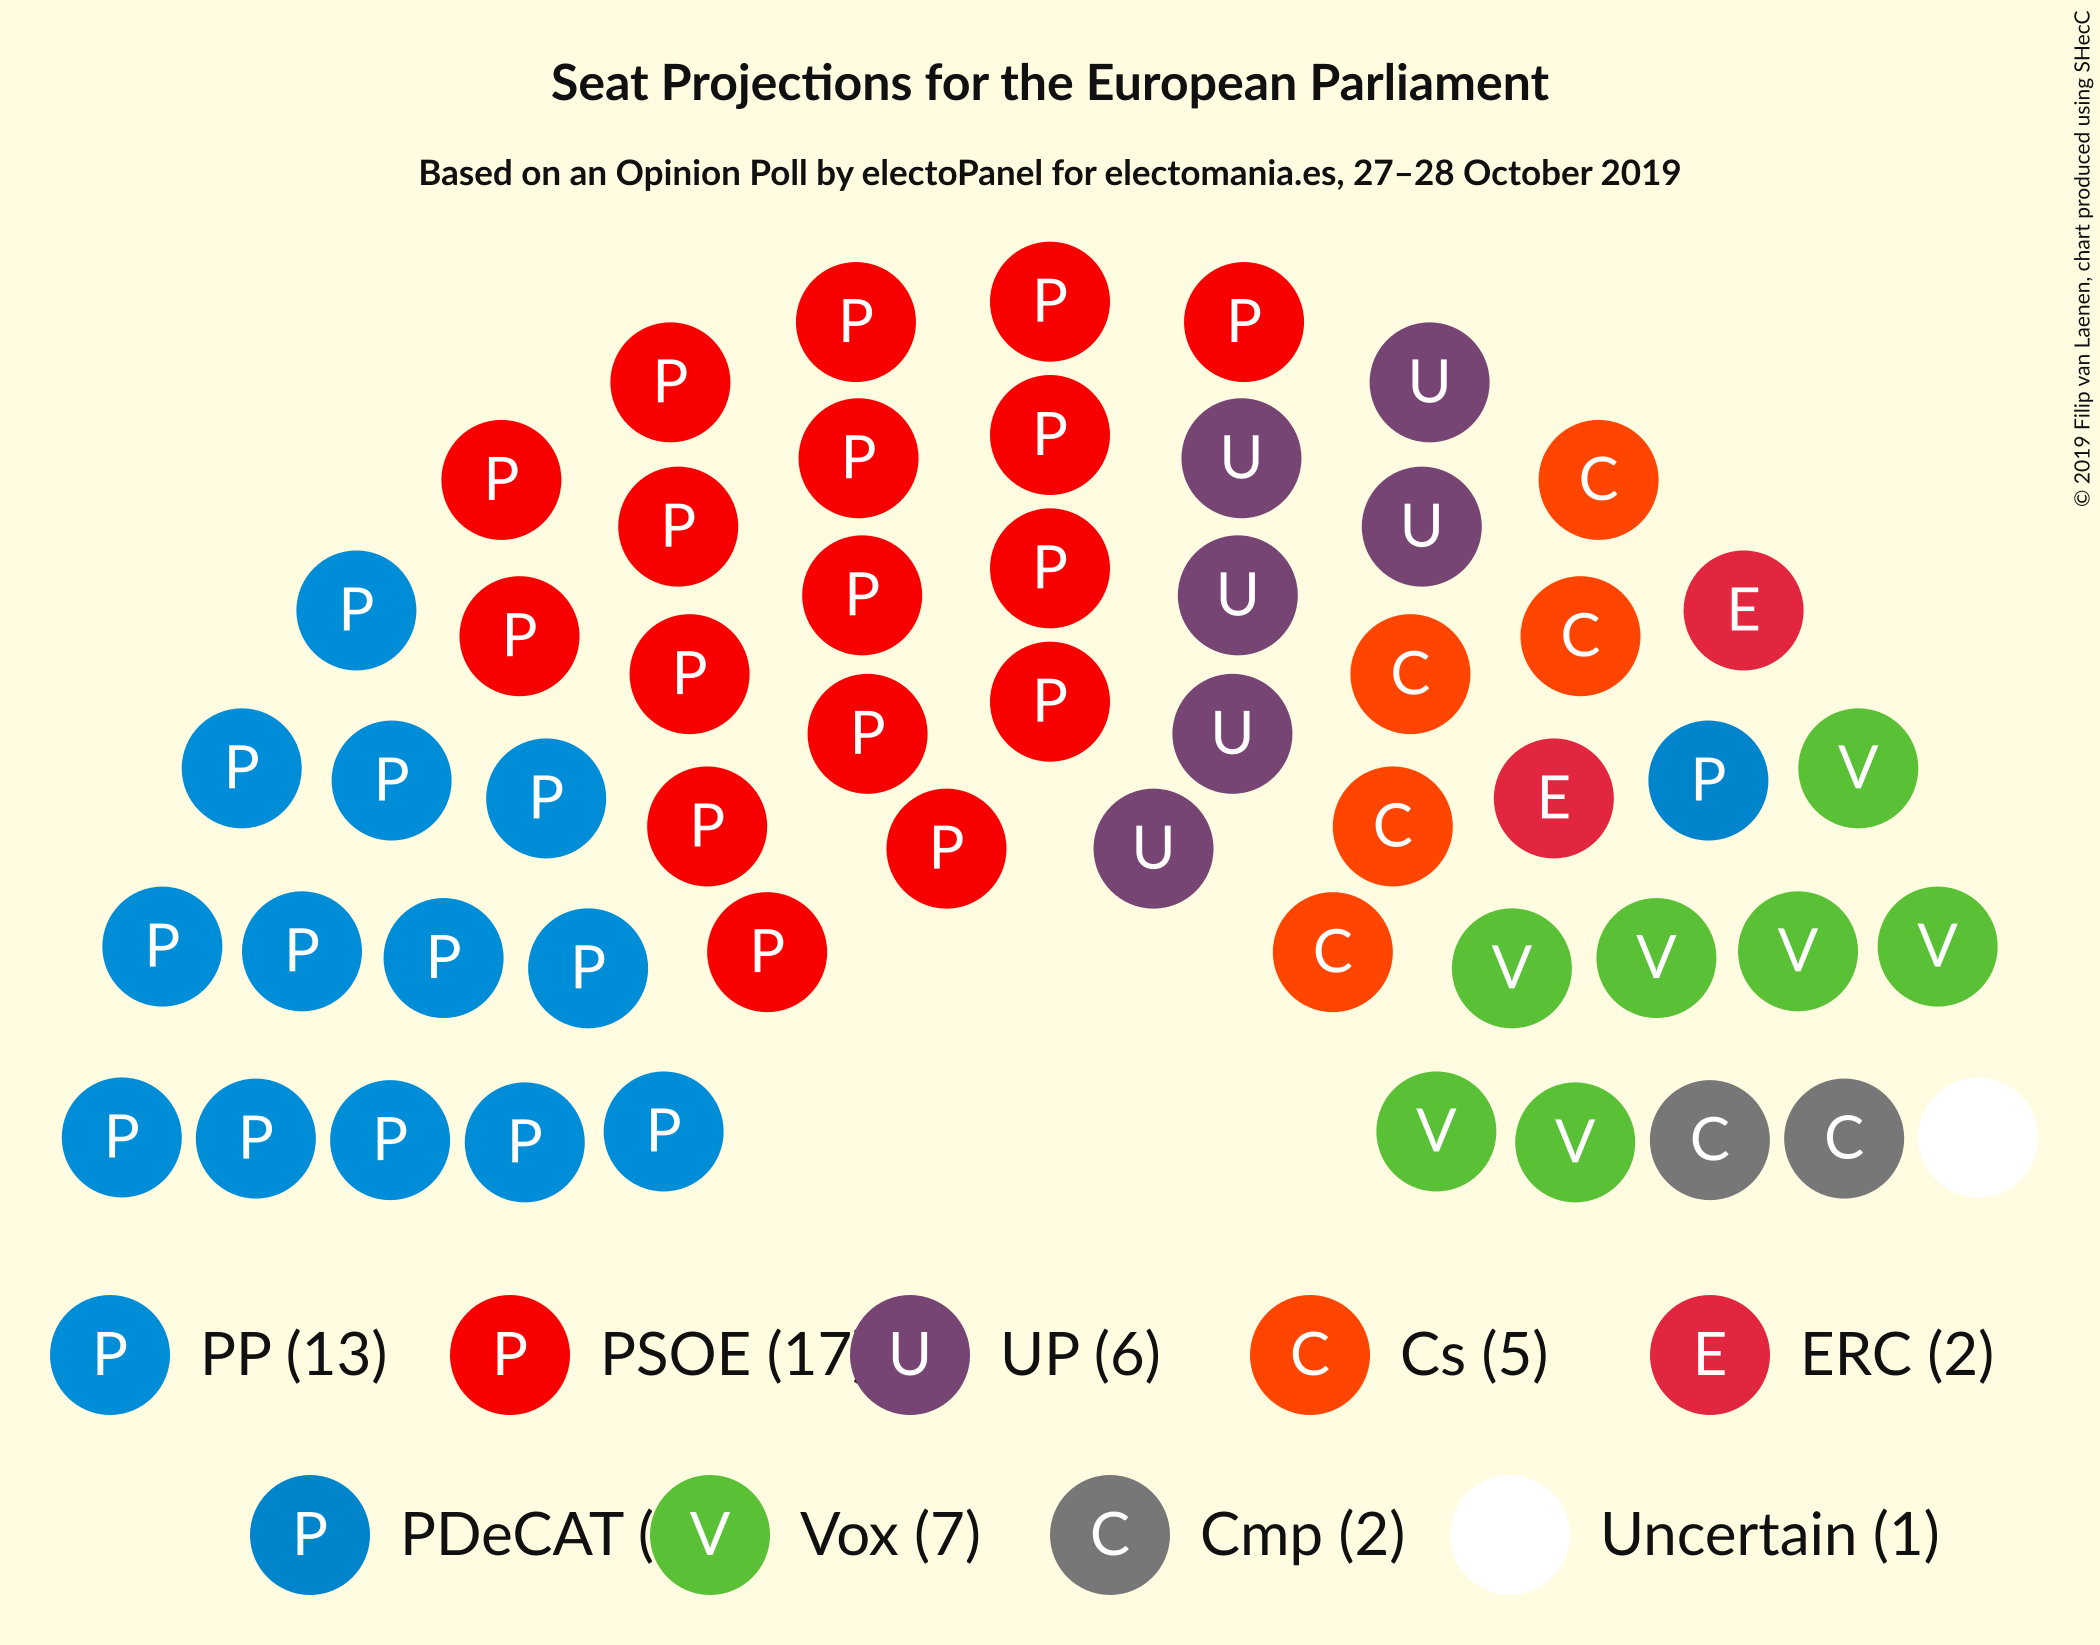 Seat Projections for the European Parliament
Based on an Opinion Poll by electoPanel for electomania.es, 27–28 October 2019
© 2019 Filip van Laenen, chart produced using SHecC
P P P
P U
P P P U C
P U
P P P U C E
P P P U C
P P P P P U C E P V
P P P U C
P P P P P C V V V V
P P P P P V V C C
P PP (13) P PSOE (17) U UP (6) C Cs (5) E ERC (2)
P PDeCAT ( V Vox (7) C Cmp (2) Uncertain (1)